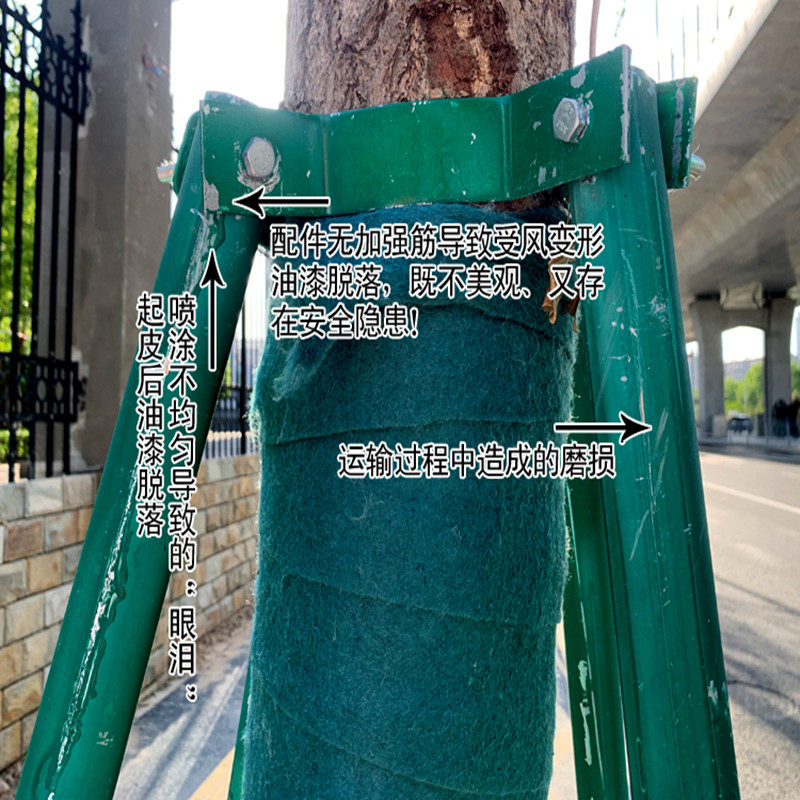 配件无加强筋导致受风变形
油漆脱落，既不美观、又存
在安全隐患！
运输过程中造成的磨损
喷涂不均匀导致的“眼泪”
起皮后油漆脱落